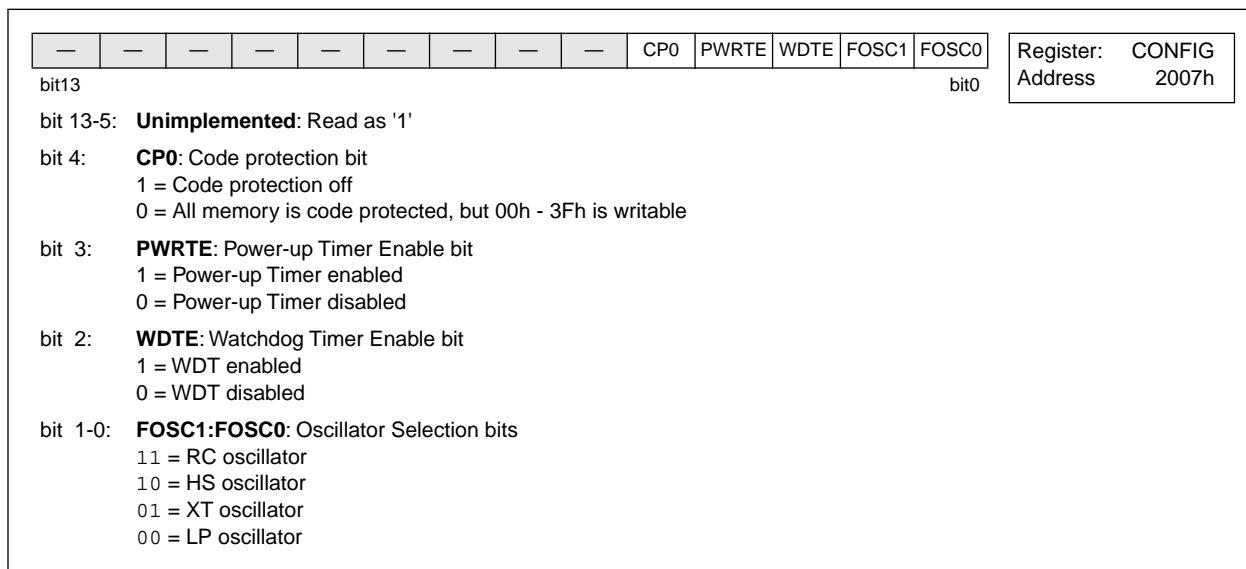 — — — — — — — — — CP0 PWRTE WDTE FOSC1 FOSC0
Register: CONFIG
Address 2007h
bit13 bit0
bit 13-5: Unimplemented: Read as '1'
bit 4: CP0: Code protection bit
1 = Code protection off
0 = All memory is code protected, but 00h - 3Fh is writable
bit 3: PWRTE: Power-up Timer Enable bit
1 = Power-up Timer enabled
0 = Power-up Timer disabled
bit 2: WDTE: Watchdog Timer Enable bit
1 = WDT enabled
0 = WDT disabled
bit 1-0: FOSC1:FOSC0: Oscillator Selection bits
11 = RC oscillator
10 = HS oscillator
01 = XT oscillator
00 = LP oscillator